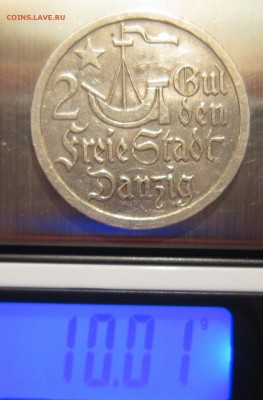 COINS.LAVE.RU
2 Gul
den
Freie Stadt
Danzig
10.01 g